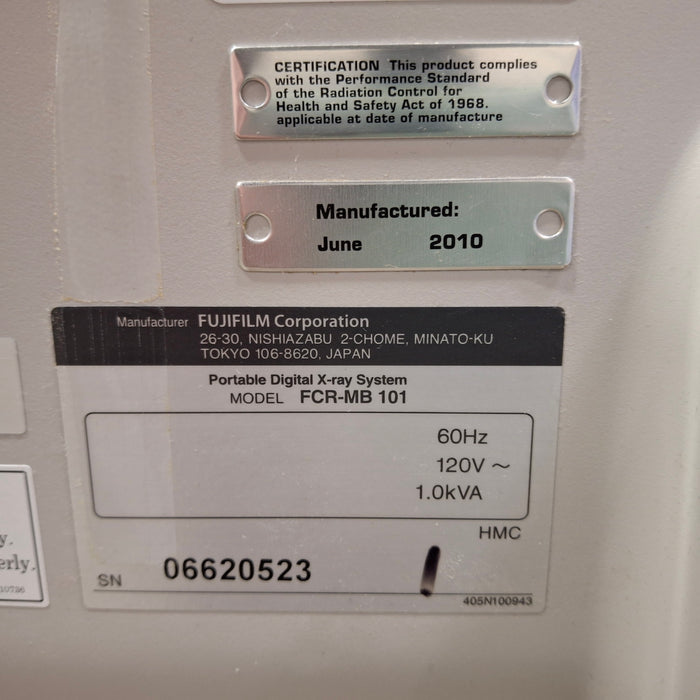 CERTIFICATION This product complies
with the Performance Standard
of the Radiation Control for
Health and Safety Act of 1968.
applicable at date of manufacture
Manufactured:
June 2010
Manufacturer FUJIFILM Corporation
26-30, NISHIAZABU 2-CHOME, MINATO-KU
TOKYO 106-8620, JAPAN
Portable Digital X-ray System
MODEL FCR-MB 101
60Hz
120V ~
1.0kVA
HMC
SN 06620523
405N100943
y.
erly.